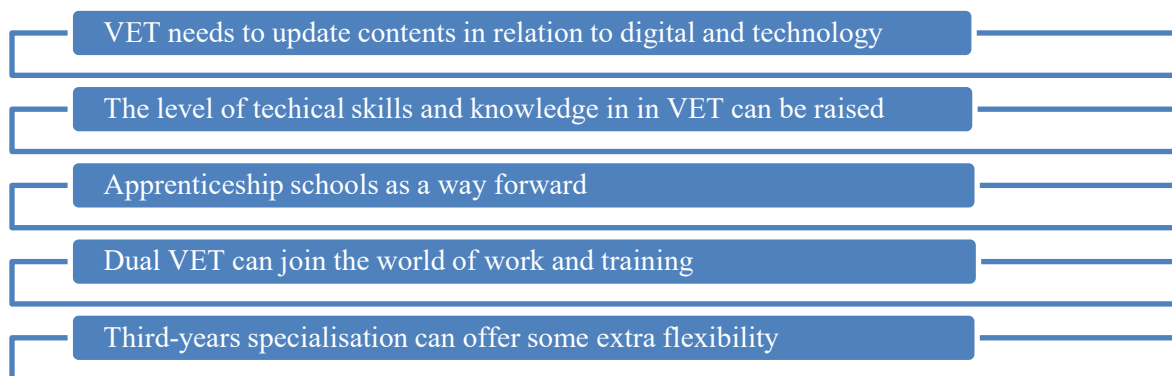 VET needs to update contents in relation to digital and technology
The level of techical skills and knowledge in in VET can be raised
Apprenticeship schools as a way forward
Dual VET can join the world of work and training
Third-years specialisation can offer some extra flexibility